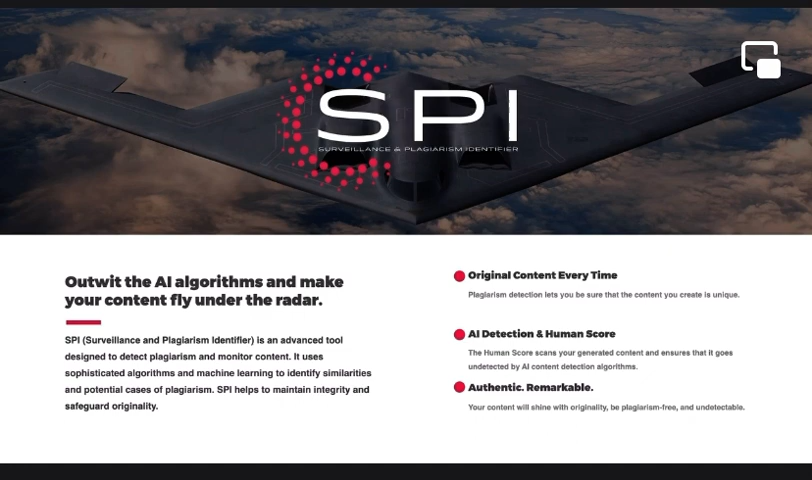 SPI
SURVEILLANCE & PLAGIARISM IDENTIFIER
Outwit the AI algorithms and make
your content fly under the radar.
SPI (Surveillance and Plagiarism Identifier) is an advanced tool
designed to detect plagiarism and monitor content. It uses
sophisticated algorithms and machine learning to identify similarities
and potential cases of plagiarism. SPI helps to maintain integrity and
safeguard originality.
Original Content Every Time
Plagiarism detection lets you be sure that the content you create is unique.
AI Detection & Human Score
The Human Score scans your generated content and ensures that it goes
undetected by AI content detection algorithms.
Authentic. Remarkable.
Your content will shine with originality, be plagiarism-free, and undetectable.